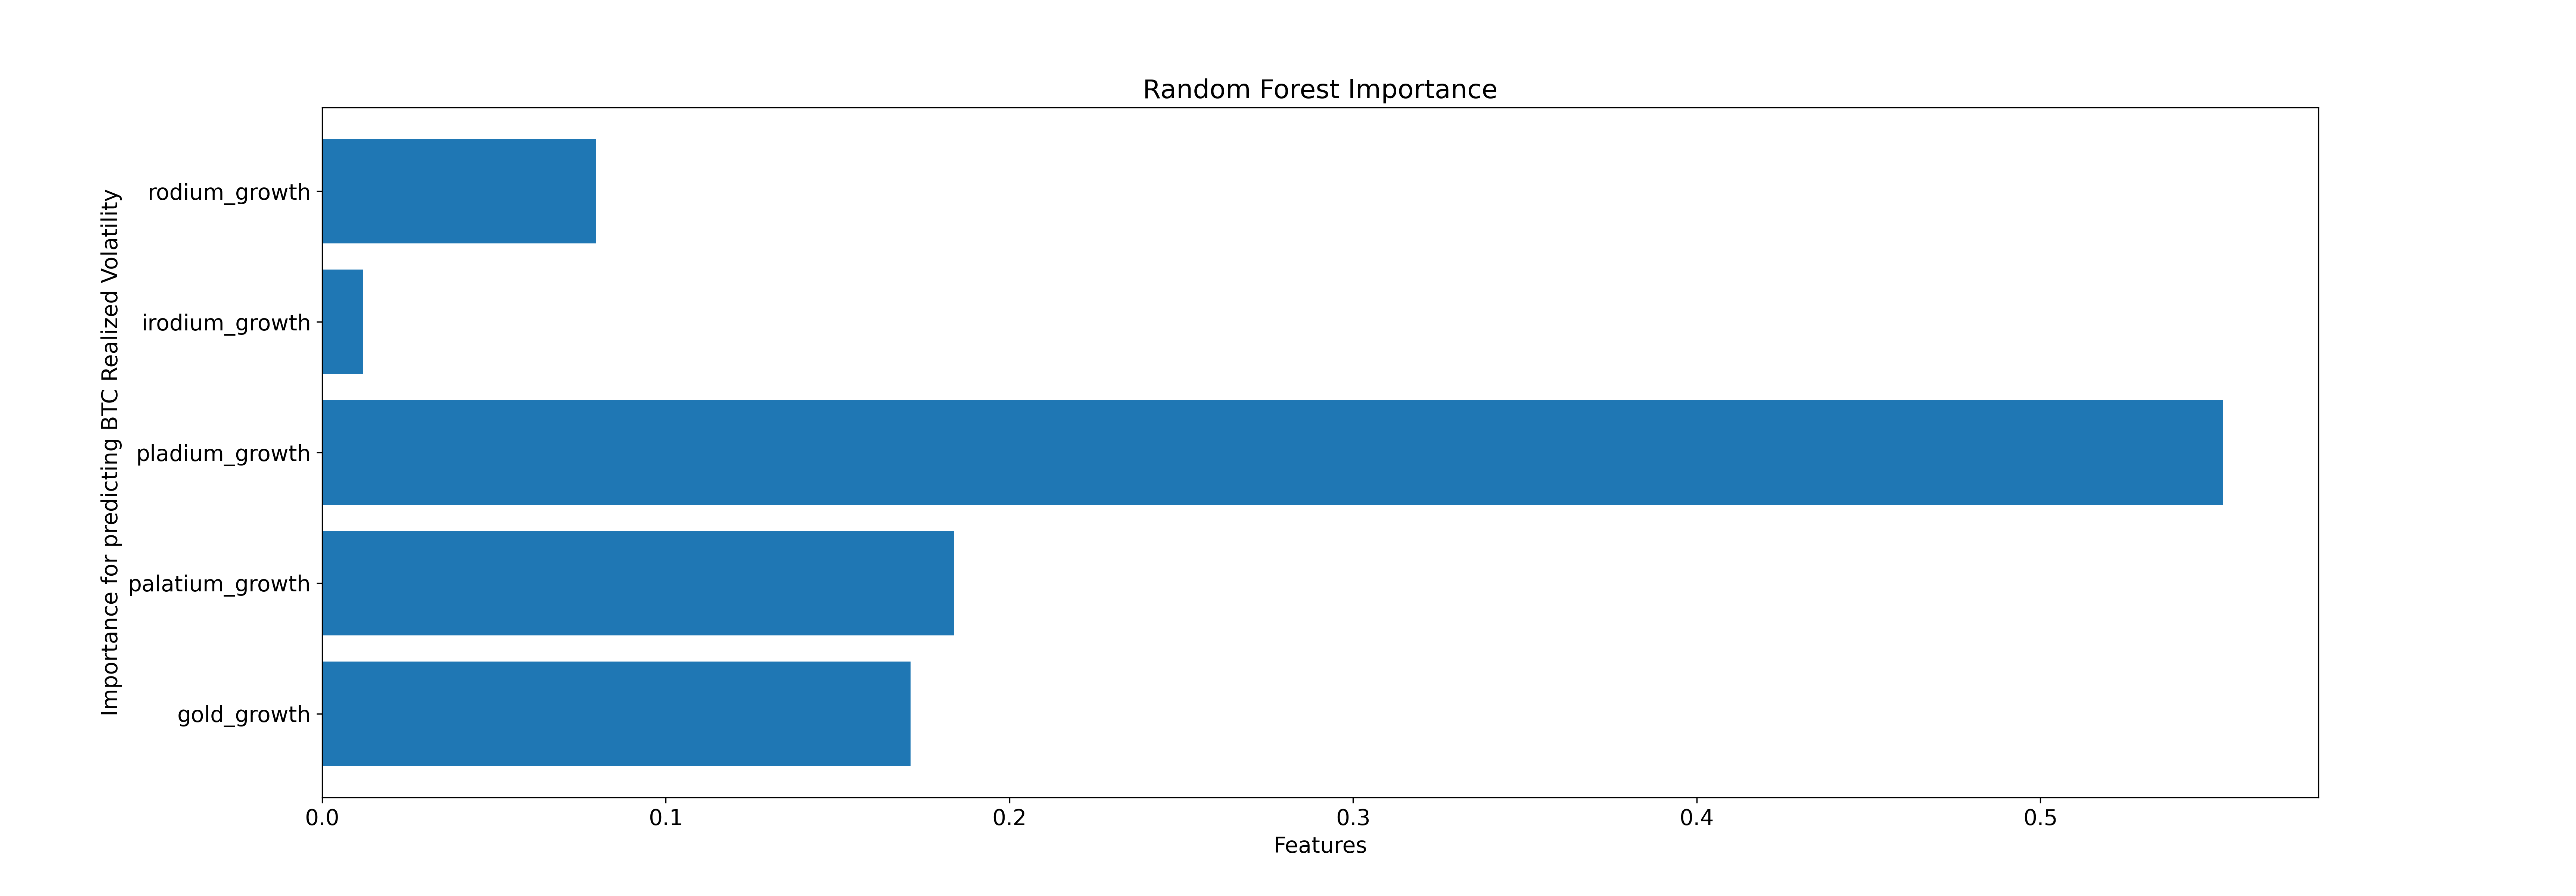 Random Forest Importance
Importance for predicting BTC Realized Volatility
rodium_growth
irodium_growth
pladium_growth
palatium_growth
gold_growth
0.0 0.1 0.2 0.3 0.4 0.5
Features